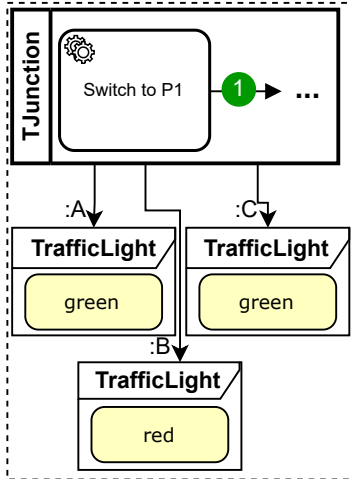 TJunction
Switch to P1
1
...
:A
:C
TrafficLight
TrafficLight
green
green
:B
TrafficLight
red